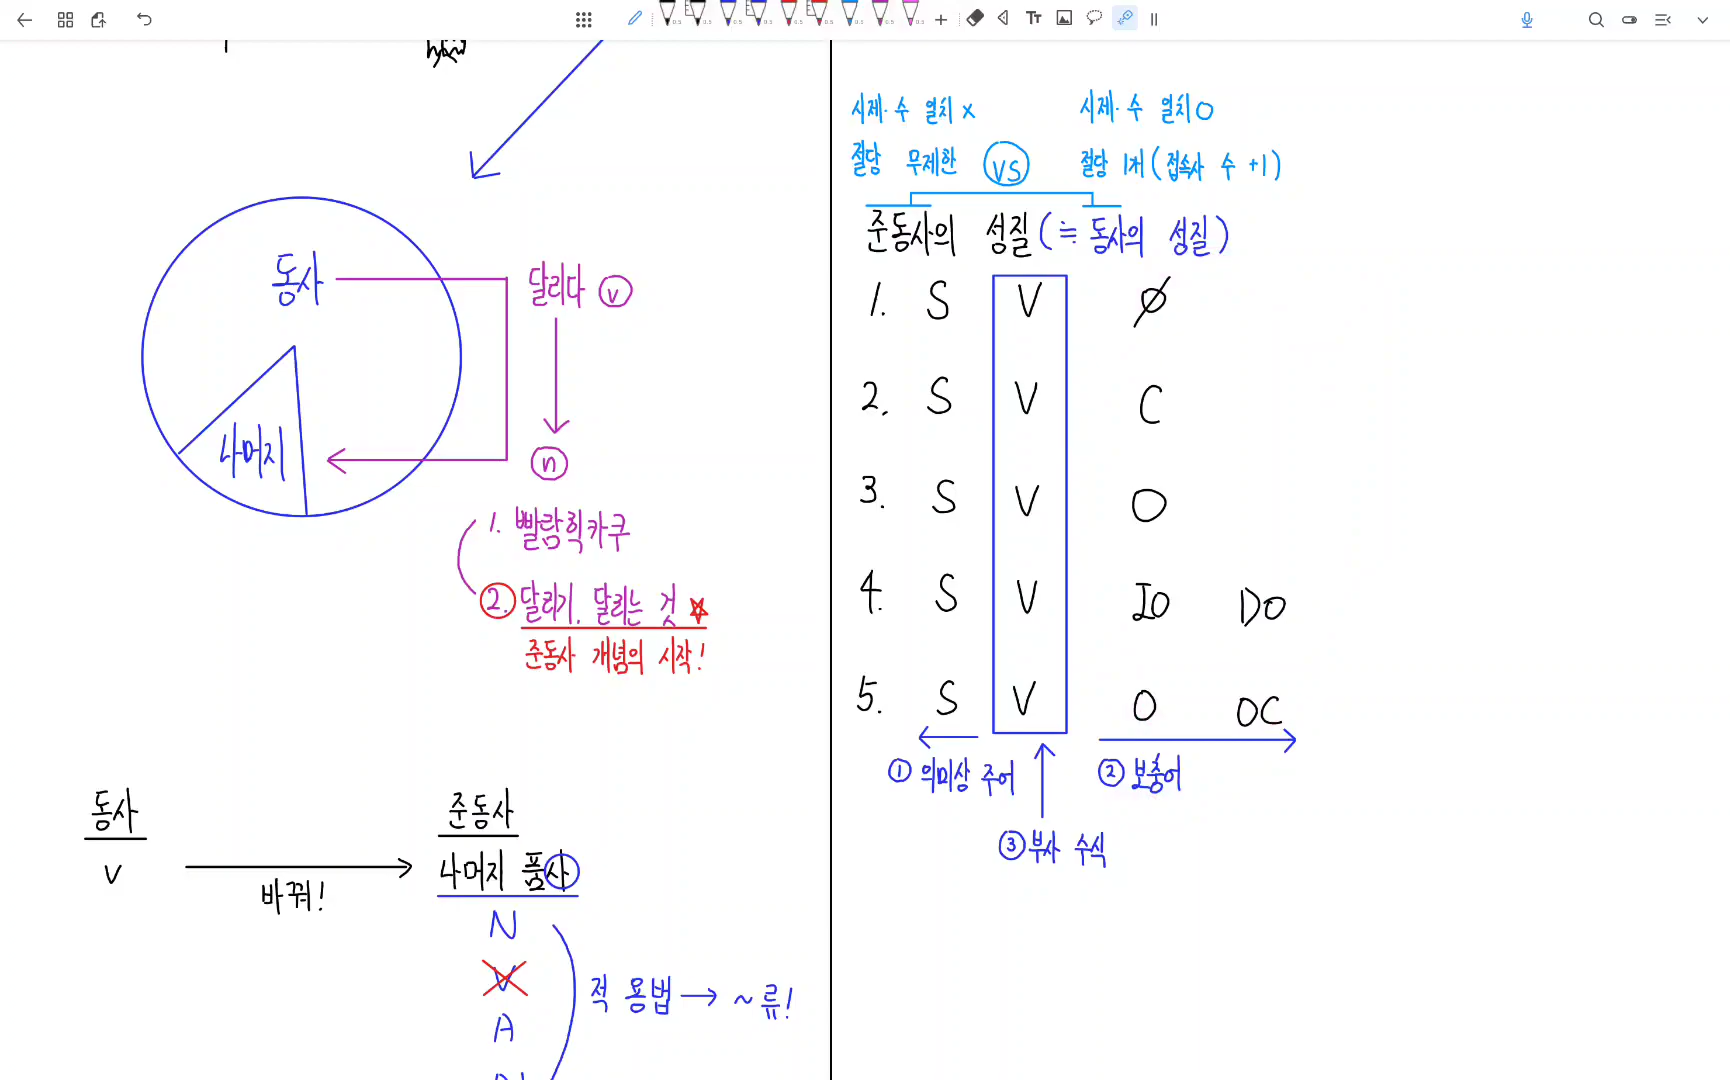 동사
나머지
달리다 ⓥ
ⓝ
1. 빨람훡카쿠
②. 달리기, 달리는 것 ☆
준동사 개념의 시작!
동사
V
바꿔!
준동사
나머지 품사
N
V
A
적 용법 → ~류!
시제·수 일치 x
시제·수 일치 O
절당 무제한
VS
절당 1개 (접속사 수 +1)
준동사의 성질 (≒ 동사의 성질)
1. S V Ø
2. S V C
3. S V O
4. S V IO DO
5. S V O OC
① 의미상 주어
② 보충어
③ 부사 수식